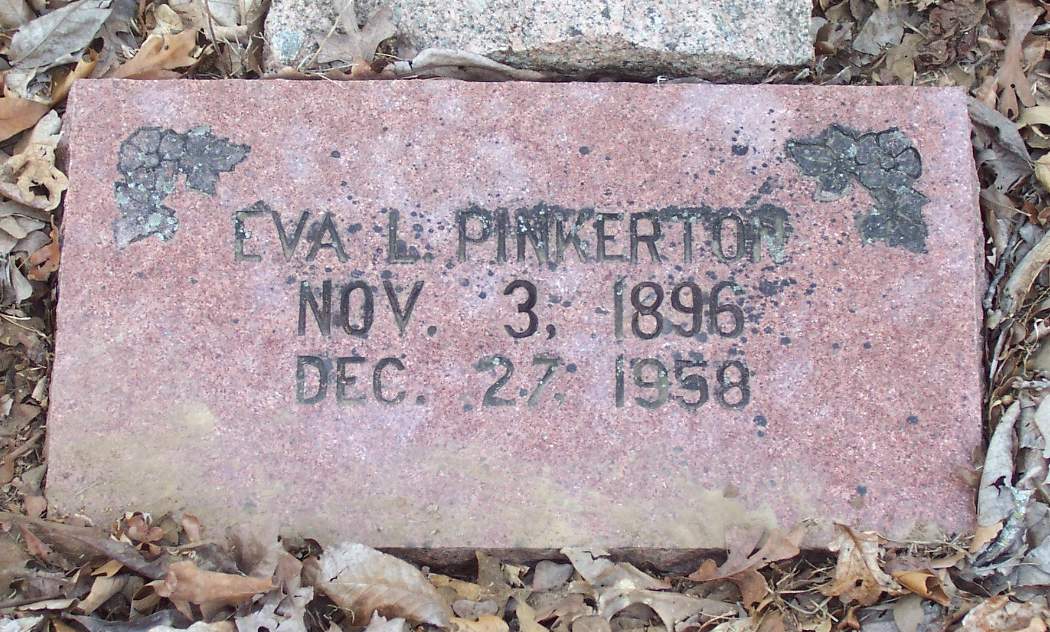 EVA L. PINKERTON
NOV. 3, 1896
DEC. 27, 1958